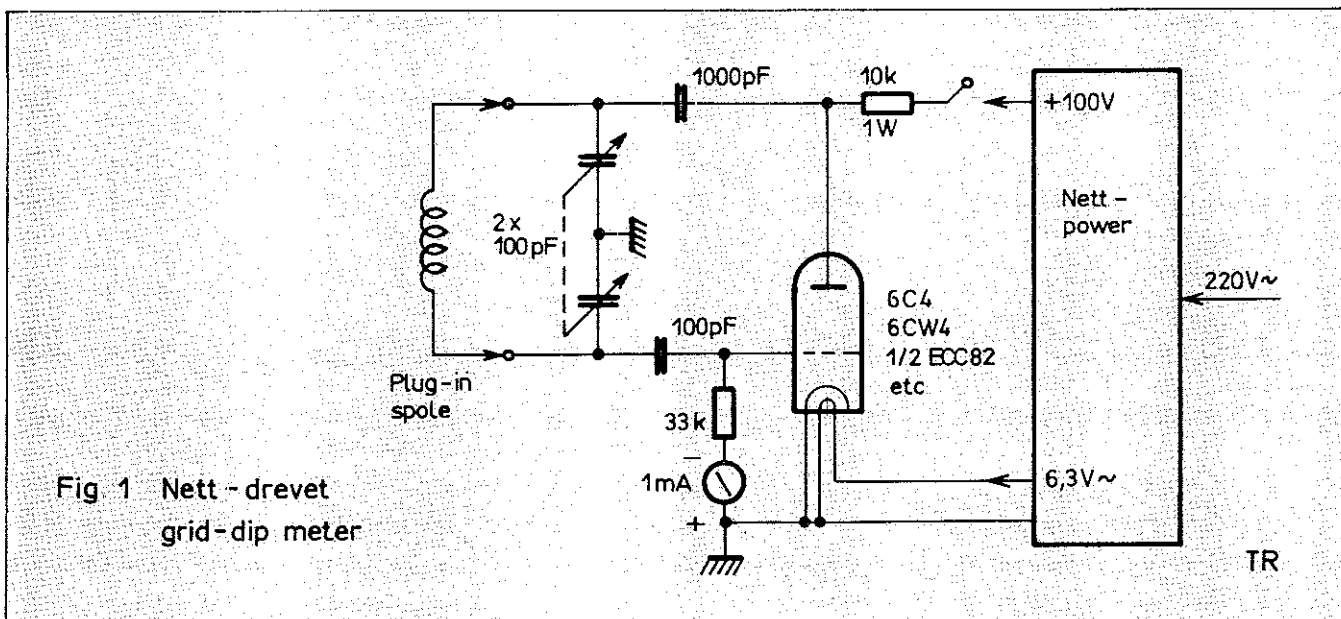 1000pF
10k
1W
+100V
Nett-
power
220V~
2x
100pF
100pF
6C4
6CW4
1/2 ECC82
etc
Plug-in
spole
33k
−
1mA
+
6,3V~
Fig 1 Nett-drevet
grid-dip meter
TR